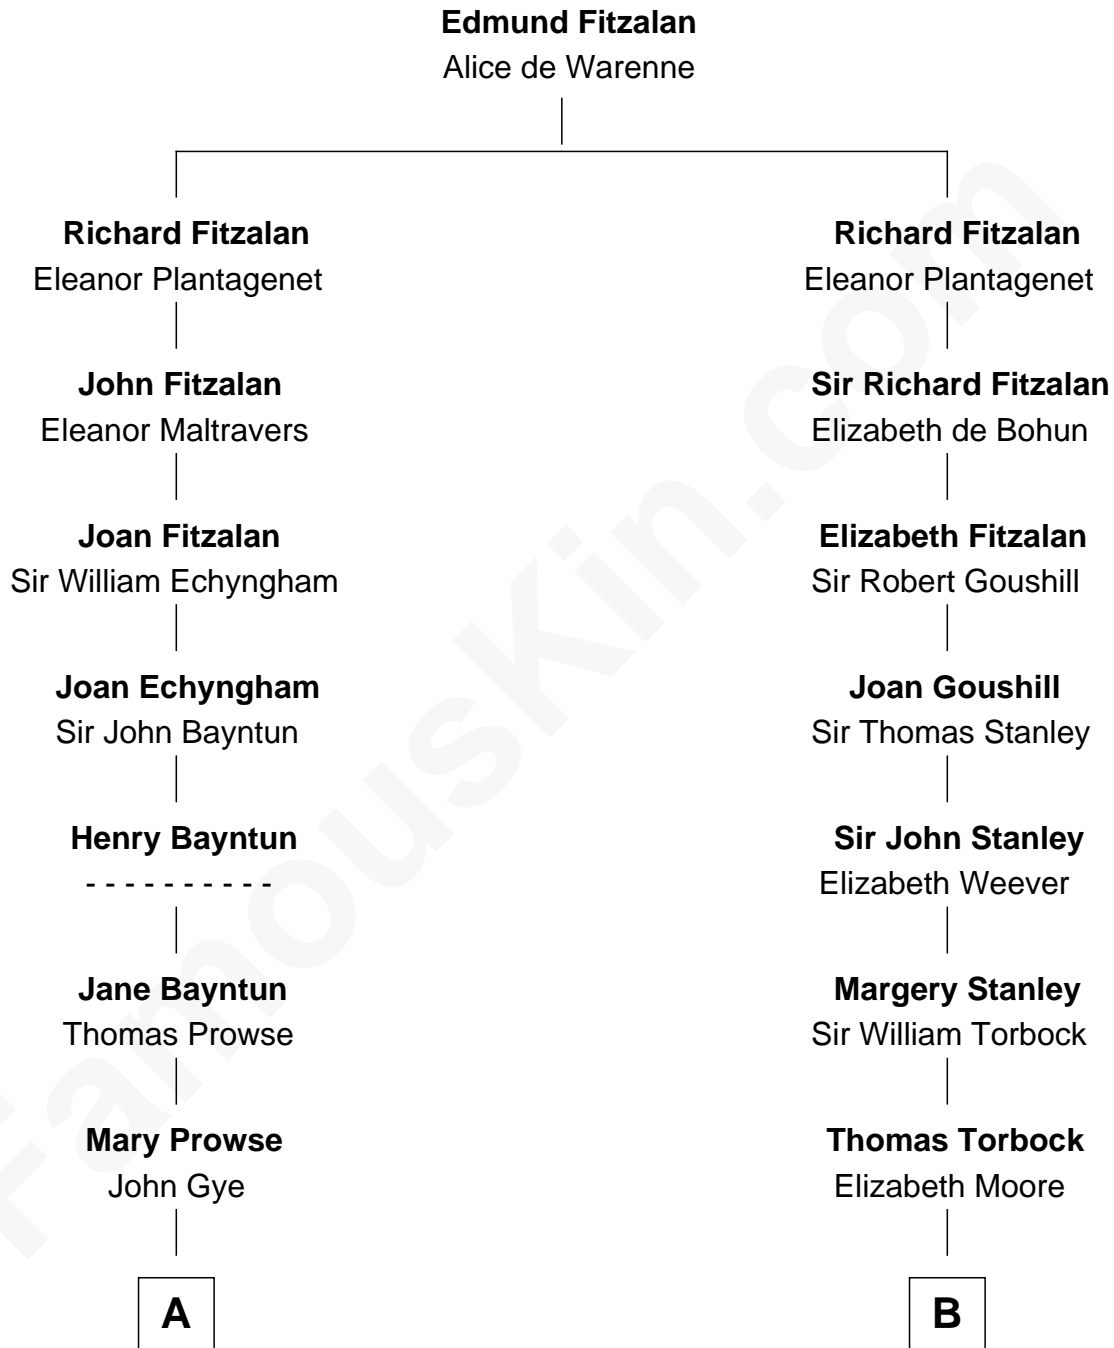 Edmund Fitzalan
Alice de Warenne
Richard Fitzalan
Eleanor Plantagenet
John Fitzalan
Eleanor Maltravers
Joan Fitzalan
Sir William Echyngham
Joan Echyngham
Sir John Bayntun
Henry Bayntun
- - - - - - - - - -
Jane Bayntun
Thomas Prowse
Mary Prowse
John Gye
A
Richard Fitzalan
Eleanor Plantagenet
Sir Richard Fitzalan
Elizabeth de Bohun
Elizabeth Fitzalan
Sir Robert Goushill
Joan Goushill
Sir Thomas Stanley
Sir John Stanley
Elizabeth Weever
Margery Stanley
Sir William Torbock
Thomas Torbock
Elizabeth Moore
B
FamousKin.com